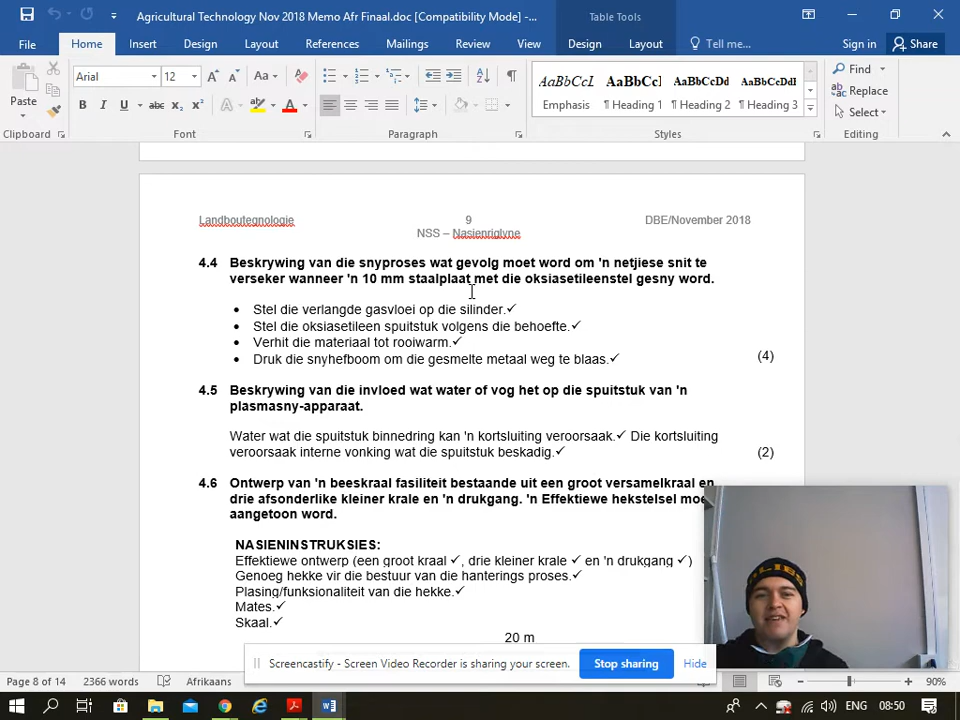 Agricultural Technology Nov 2018 Memo Afr Finaal.doc [Compatibility Mode] -...
Table Tools
File Home Insert Design Layout References Mailings Review View Design Layout Tell me... Sign in Share
Paste
Arial 12 Aa
B I U abc x₂ x² A A
AaBbCcL AaBbCcI AaBbCcDd AaBbCcDdI
Emphasis ¶ Heading 1 ¶ Heading 2 ¶ Heading 3
Find
Replace
Select
Clipboard Font Paragraph Styles Editing
Landboutegnologie 9 DBE/November 2018
NSS – Nasienriglyne
4.4 Beskrywing van die snyproses wat gevolg moet word om 'n netjiese snit te
verseker wanneer 'n 10 mm staalplaat met die oksiasetileenstel gesny word.
• Stel die verlangde gasvloei op die silinder.✓
• Stel die oksiasetileen spuitstuk volgens die behoefte.✓
• Verhit die materiaal tot rooiwarm.✓
• Druk die snyhefboom om die gesmelte metaal weg te blaas.✓ (4)
4.5 Beskrywing van die invloed wat water of vog het op die spuitstuk van 'n
plasmasny-apparaat.
Water wat die spuitstuk binnedring kan 'n kortsluiting veroorsaak.✓ Die kortsluiting
veroorsaak interne vonking wat die spuitstuk beskadig.✓ (2)
4.6 Ontwerp van 'n beeskraal fasiliteit bestaande uit een groot versamelkraal en
drie afsonderlike kleiner krale en 'n drukgang. 'n Effektiewe hekstelsel moe
aangetoon word.
NASIENINSTRUKSIES:
Effektiewe ontwerp (een groot kraal ✓, drie kleiner krale ✓ en 'n drukgang ✓)
Genoeg hekke vir die bestuur van die hanterings proses.✓
Plasing/funksionaliteit van die hekke.✓
Mates.✓
Skaal.✓
20 m
Screencastify - Screen Video Recorder is sharing your screen. Stop sharing Hide
Page 8 of 14 2366 words Afrikaans 90%
ENG 08:50